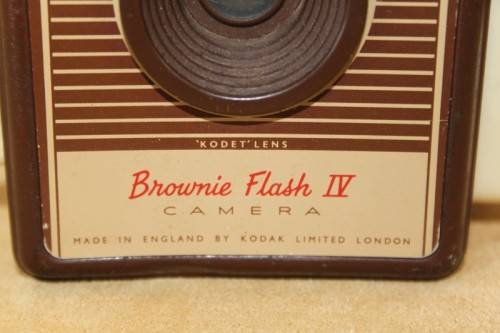 'KODET' LENS
Brownie Flash IV
CAMERA
MADE IN ENGLAND BY KODAK LIMITED LONDON